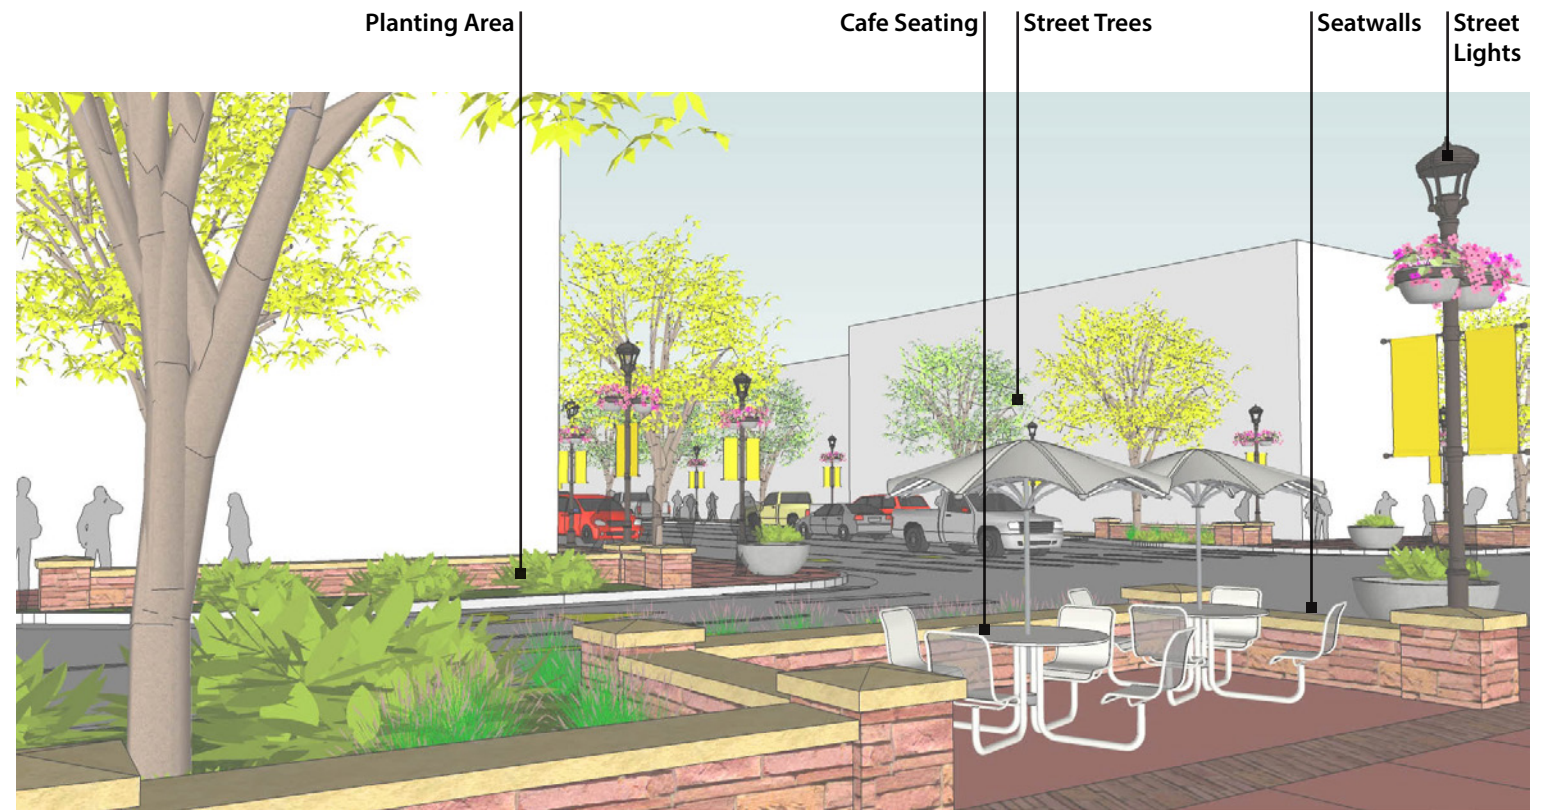 Planting Area
Cafe Seating
Street Trees
Seatwalls
Street
Lights